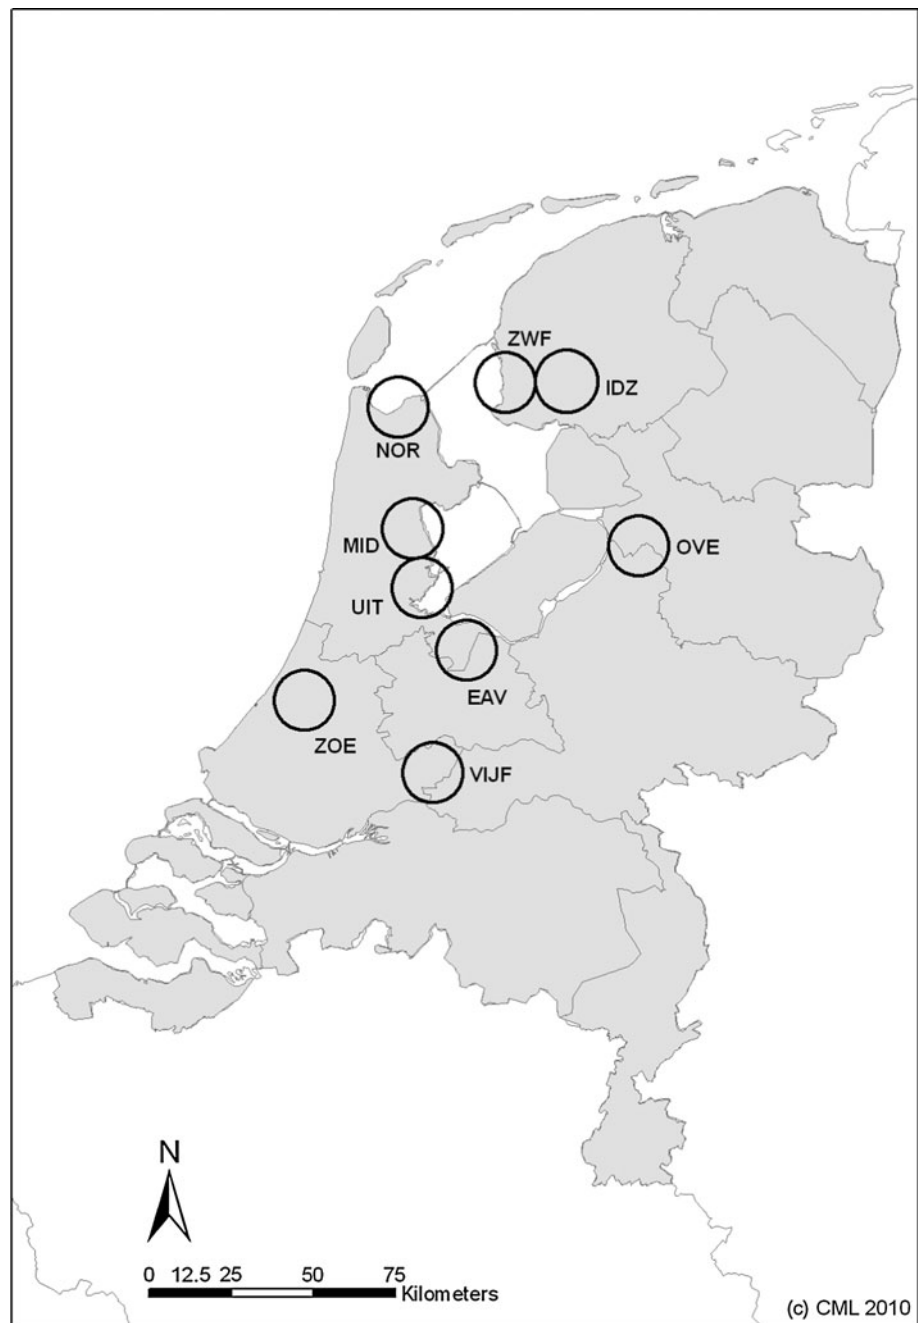 ZWF
IDZ
NOR
MID
OVE
UIT
EAV
ZOE
VIJF
N
0 12.5 25 50 75
Kilometers
(c) CML 2010